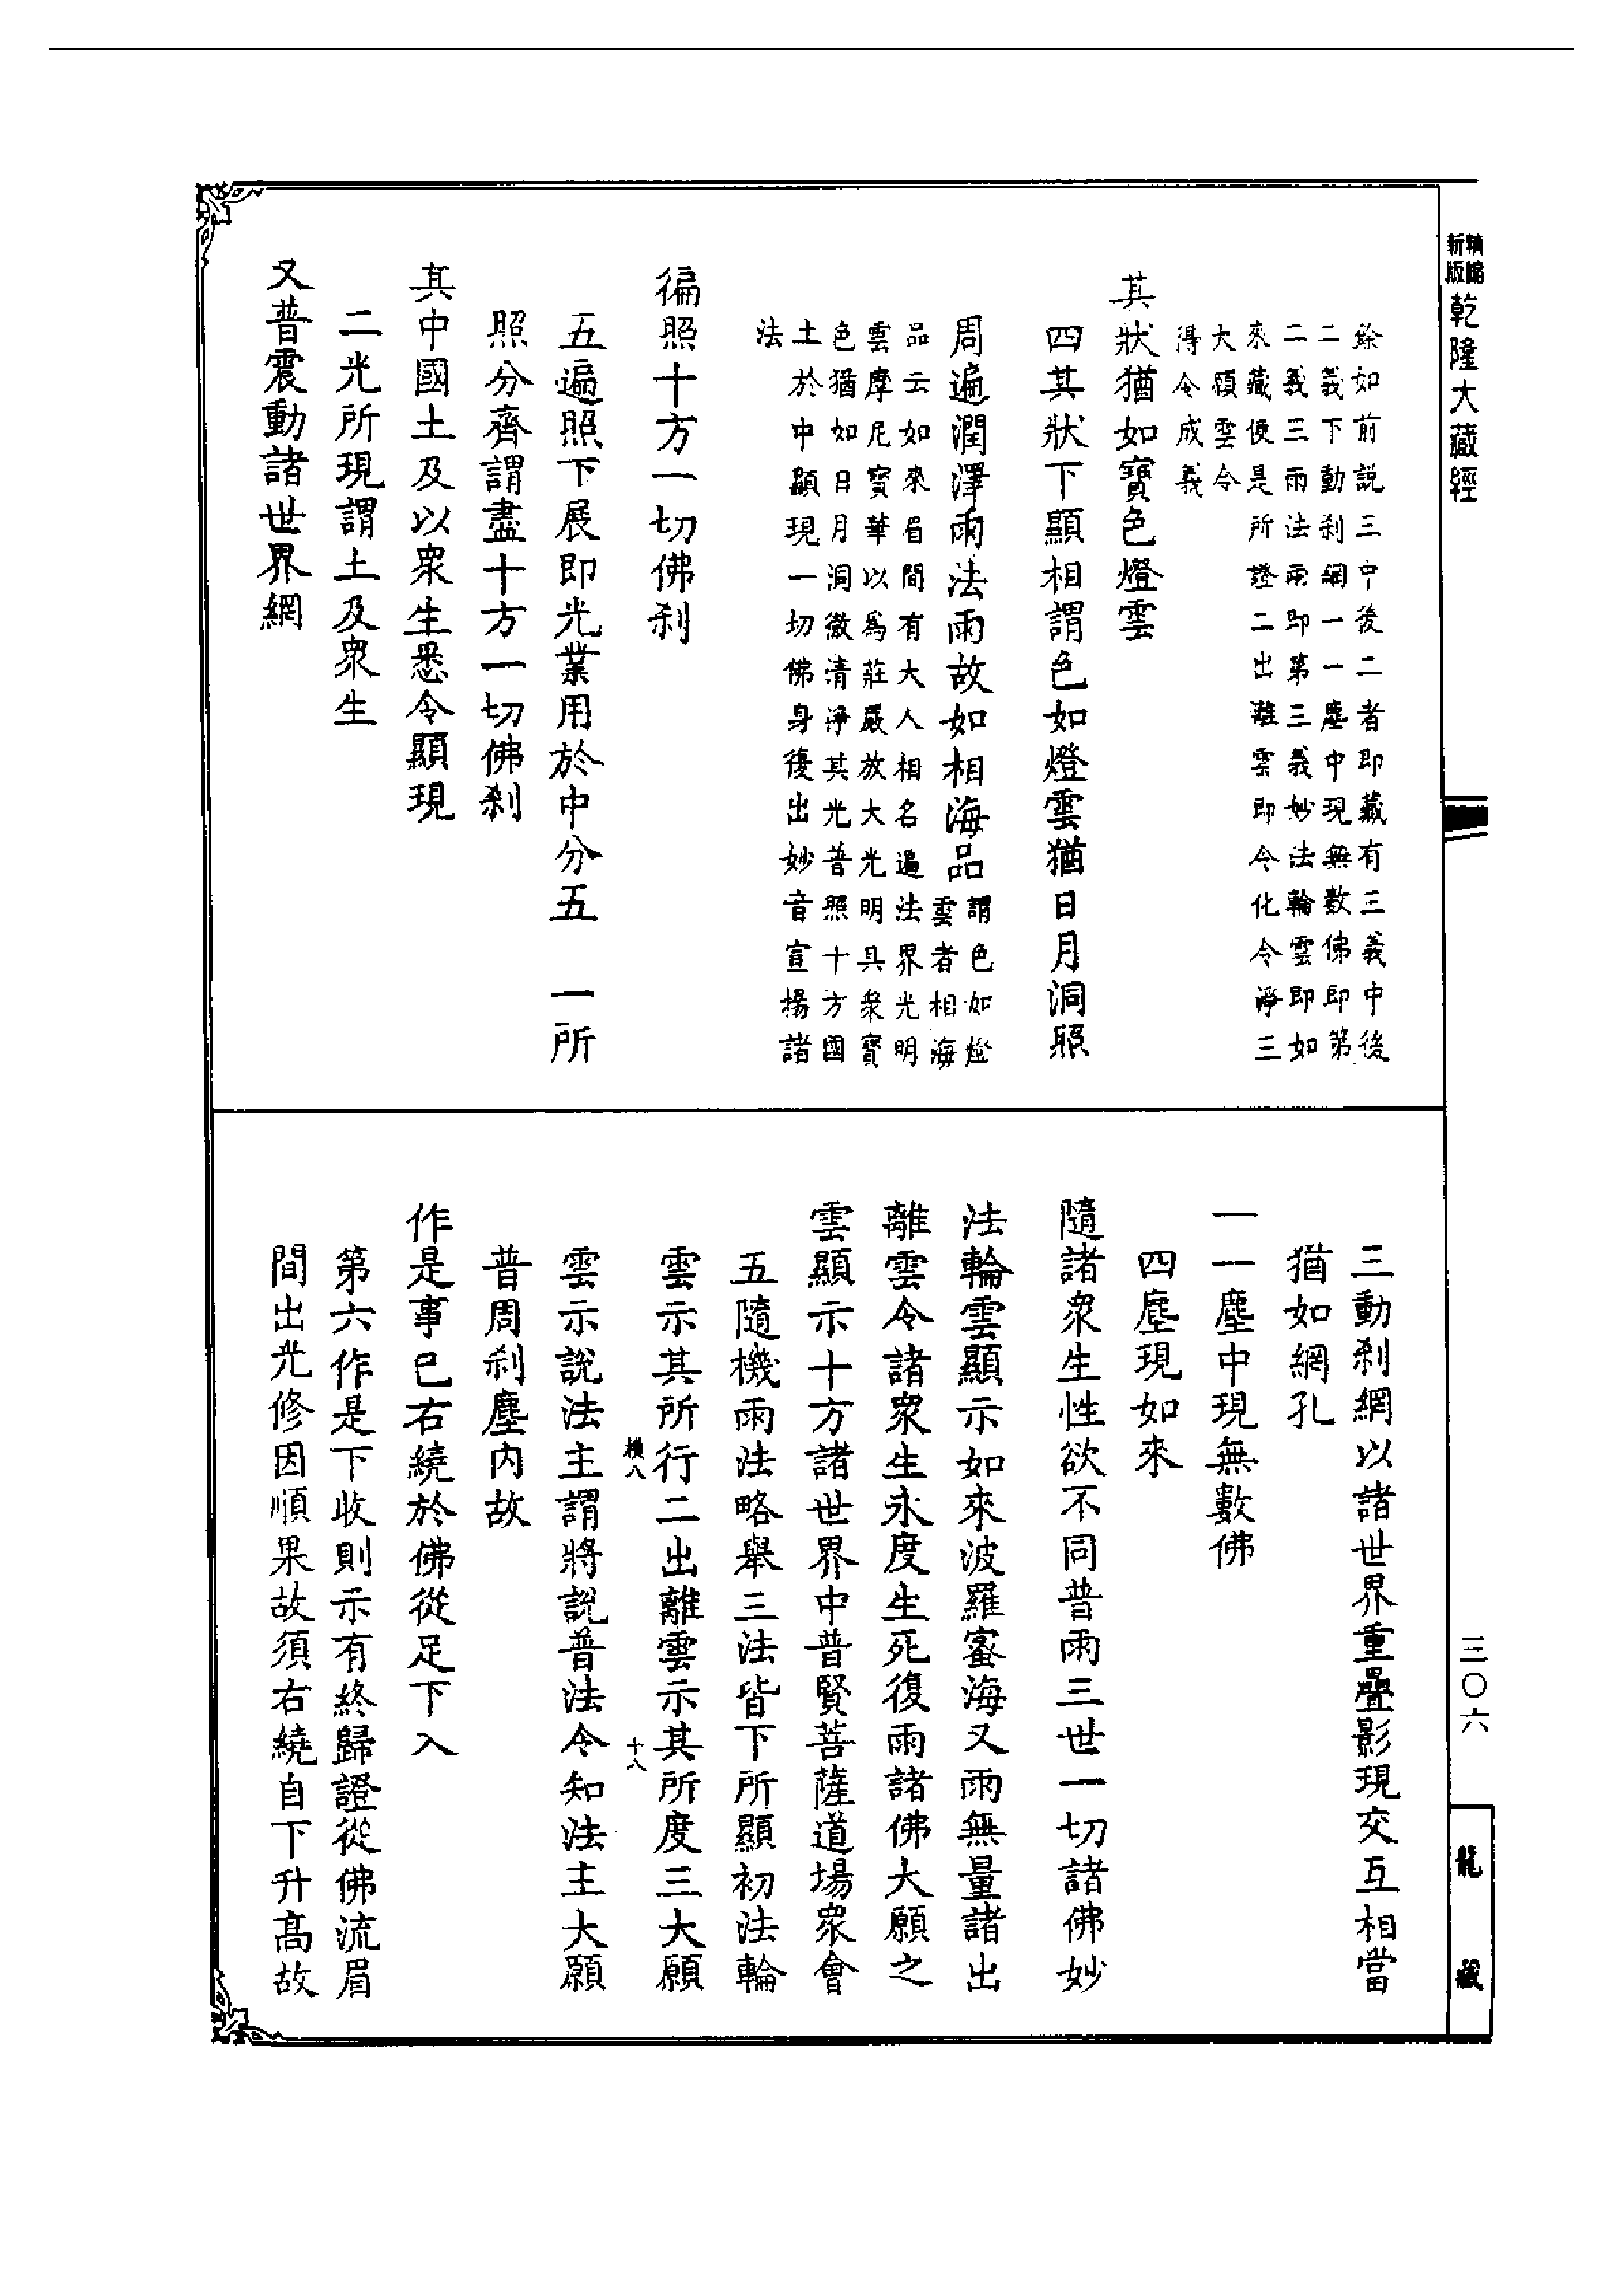 精縮新版乾隆大藏經
餘如前說三中後二者即藏有三義中後
二義下動剎網一一塵中現無數佛即第
二義三雨法雨即第三義妙法輪雲即如
來藏便是所證二出離雲即令化令淨三
大願雲令
得令成義
其狀猶如寶色燈雲
四其狀下顯相謂色如燈雲猶日月洞照
周遍潤澤雨法雨故如相海品謂色如燈
雲者相海
品云如來眉間有大人相名遍法界光明
雲摩尼寶華以爲莊嚴放大光明具衆寶
色猶如日月洞徹清淨其光普照十方國
土於中顯現一切佛身復出妙音宣揚諸
法
徧照十方一切佛剎
五遍照下展即光業用於中分五 一所
照分齊謂盡十方一切佛剎
其中國土及以衆生悉令顯現
二光所現謂土及衆生
又普震動諸世界網
三動剎網以諸世界重疊影現交互相當
猶如網孔
一一塵中現無數佛
四塵現如來
隨諸衆生性欲不同普雨三世一切諸佛妙
法輪雲顯示如來波羅蜜海又雨無量諸出
離雲令諸衆生永度生死復雨諸佛大願之
雲顯示十方諸世界中普賢菩薩道場衆會
五隨機雨法略舉三法皆下所顯初法輪
雲示其所行二出離雲示其所度三大願
十八
雲示說法主謂將說普法令知法主大願
普周剎塵內故
作是事已右繞於佛從足下入
第六作是下收則示有終歸證從佛流眉
間出光修因順果故須右繞自下升高故
三〇六
龍藏